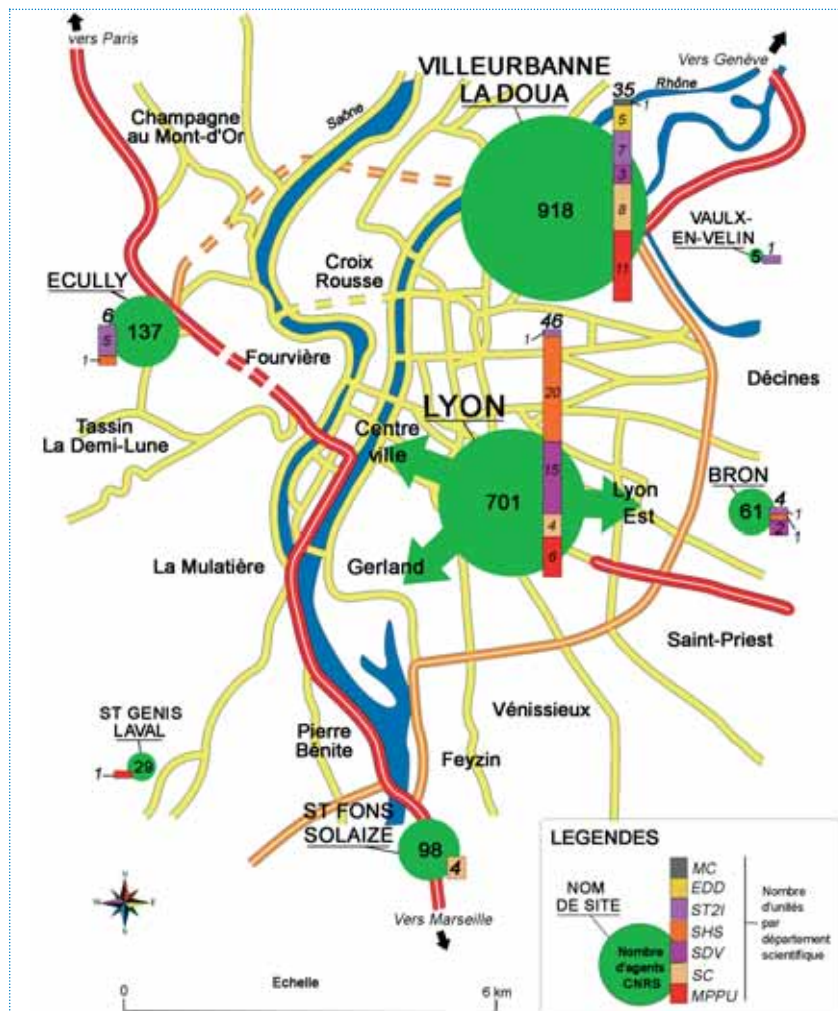 vers Paris
Vers Genève
VILLEURBANNE
LA DOUA
35
1
5
7
3
8
11
918
Rhône
Saône
Champagne
au Mont-d'Or
VAULX-
EN-VELIN
5
1
Croix
Rousse
ECULLY
137
6
5
1
Fourvière
46
1
20
15
4
6
Décines
LYON
701
Centre
ville
Lyon
Est
Gerland
Tassin
La Demi-Lune
BRON
61
4
1
1
2
La Mulatière
Saint-Priest
ST GENIS
LAVAL
29
1
Vénissieux
Pierre
Bénite
Feyzin
ST FONS
SOLAIZE
98
4
Vers Marseille
Echelle
0
6 km
LEGENDES
NOM
DE SITE
Nombre
d'agents
CNRS
MC
EDD
ST2I
SHS
SDV
SC
MPPU
Nombre
d'unités
par
département
scientifique